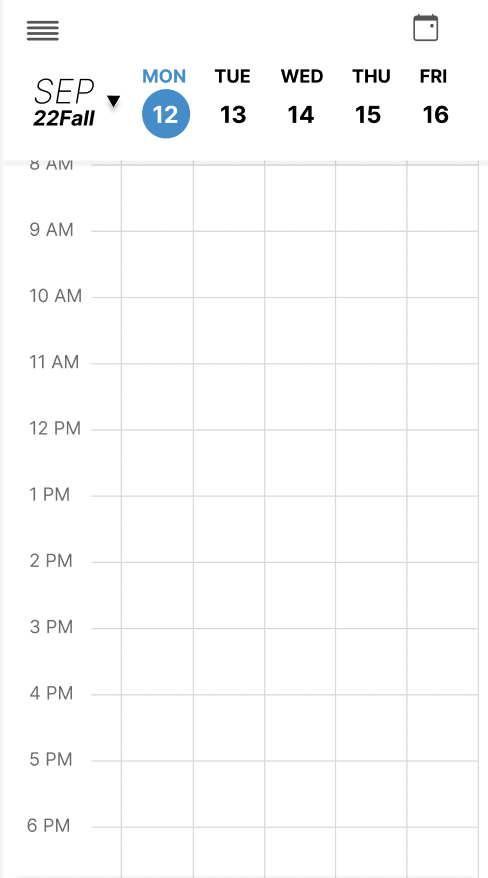 MON TUE WED THU FRI
SEP
22Fall ▼ 12 13 14 15 16
8 AM
9 AM
10 AM
11 AM
12 PM
1 PM
2 PM
3 PM
4 PM
5 PM
6 PM